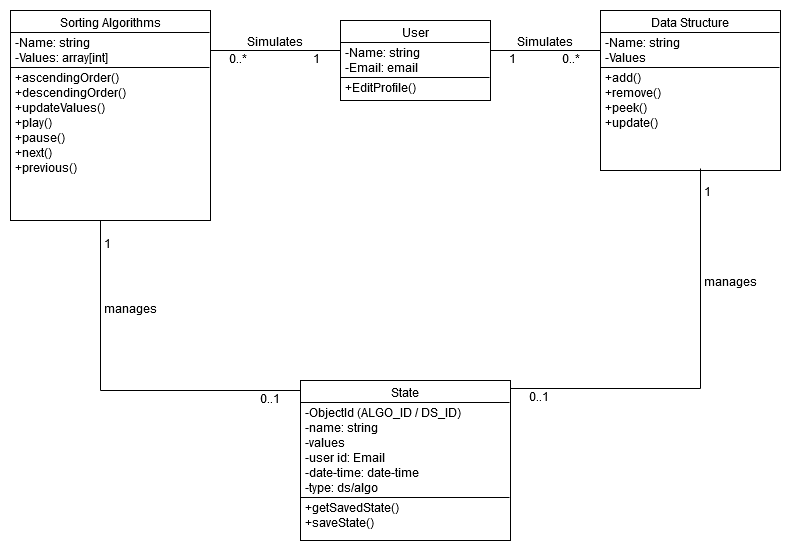 Sorting Algorithms
-Name: string
-Values: array[int]
+ascendingOrder()
+descendingOrder()
+updateValues()
+play()
+pause()
+next()
+previous()
Simulates
0..*
1
User
-Name: string
-Email: email
+EditProfile()
Simulates
1
0..*
Data Structure
-Name: string
-Values
+add()
+remove()
+peek()
+update()
1
manages
0..1
1
manages
0..1
State
-ObjectId (ALGO_ID / DS_ID)
-name: string
-values
-user id: Email
-date-time: date-time
-type: ds/algo
+getSavedState()
+saveState()